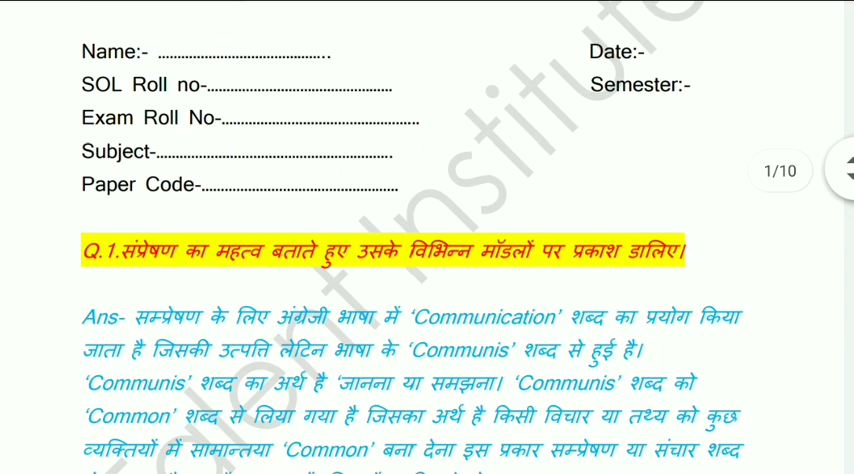 Name:- ............................................
Date:-
SOL Roll no-................................................
Semester:-
Exam Roll No-...................................................
Subject-.............................................................
Paper Code-...................................................
1/10
Q.1.संप्रेषण का महत्व बताते हुए उसके विभिन्न मॉडलों पर प्रकाश डालिए।
Ans- सम्प्रेषण के लिए अंग्रेजी भाषा में ‘Communication’ शब्द का प्रयोग किया
जाता है जिसकी उत्पत्ति लेटिन भाषा के ‘Communis’ शब्द से हुई है।
‘Communis’ शब्द का अर्थ है ‘जानना या समझना। ‘Communis’ शब्द को
‘Common’ शब्द से लिया गया है जिसका अर्थ है किसी विचार या तथ्य को कुछ
व्यक्तियों में सामान्तया ‘Common’ बना देना इस प्रकार सम्प्रेषण या संचार शब्द
Talent Institute